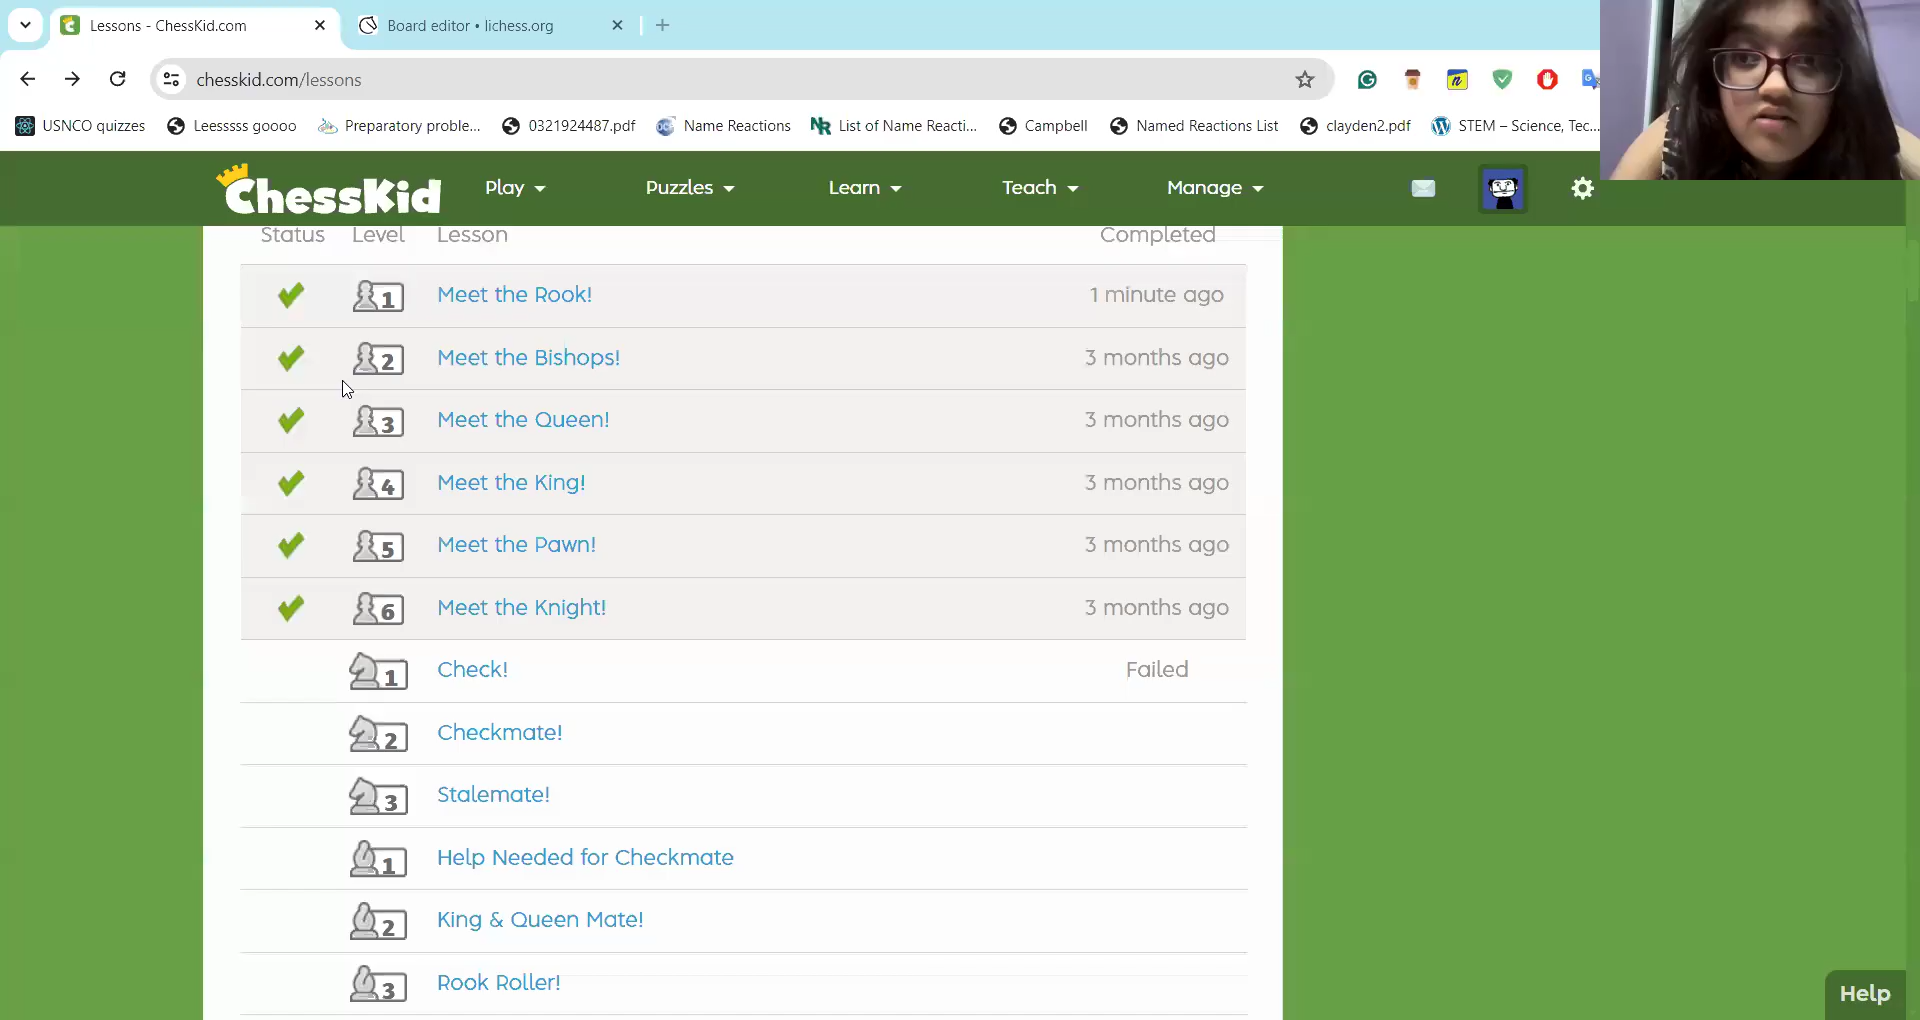 Lessons - ChessKid.com
Board editor • lichess.org
chesskid.com/lessons
USNCO quizzes
Leesssss goooo
Preparatory proble...
0321924487.pdf
Name Reactions
List of Name Reacti...
Campbell
Named Reactions List
clayden2.pdf
STEM – Science, Tec...
ChessKid
Play
Puzzles
Learn
Teach
Manage
Status Level Lesson Completed
1 Meet the Rook! 1 minute ago
2 Meet the Bishops! 3 months ago
3 Meet the Queen! 3 months ago
4 Meet the King! 3 months ago
5 Meet the Pawn! 3 months ago
6 Meet the Knight! 3 months ago
1 Check! Failed
2 Checkmate!
3 Stalemate!
1 Help Needed for Checkmate
2 King & Queen Mate!
3 Rook Roller!
Help